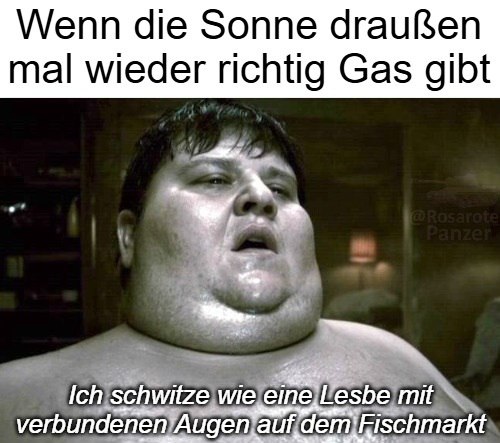 Wenn die Sonne draußen
mal wieder richtig Gas gibt
@Rosarote
Panzer
Ich schwitze wie eine Lesbe mit
verbundenen Augen auf dem Fischmarkt